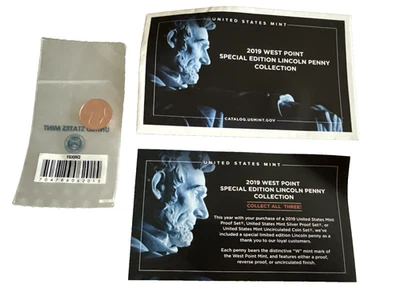 UNITED STATES MINT
2019 WEST POINT
SPECIAL EDITION LINCOLN PENNY
COLLECTION
CATALOG.USMINT.GOV
UNITED STATES MINT
UNITED STATES MINT
2019 WEST POINT
SPECIAL EDITION LINCOLN PENNY
COLLECTION
COLLECT ALL THREE!
This year with your purchase of a 2019 United States Mint
Proof Set®, United States Mint Silver Proof Set®, or
United States Mint Uncirculated Coin Set®, we've
included a special limited edition Lincoln penny as a
thank you to our loyal customers.
Each penny bears the distinctive "W" mint mark of
the West Point Mint, and features either a proof,
reverse proof, or uncirculated finish.